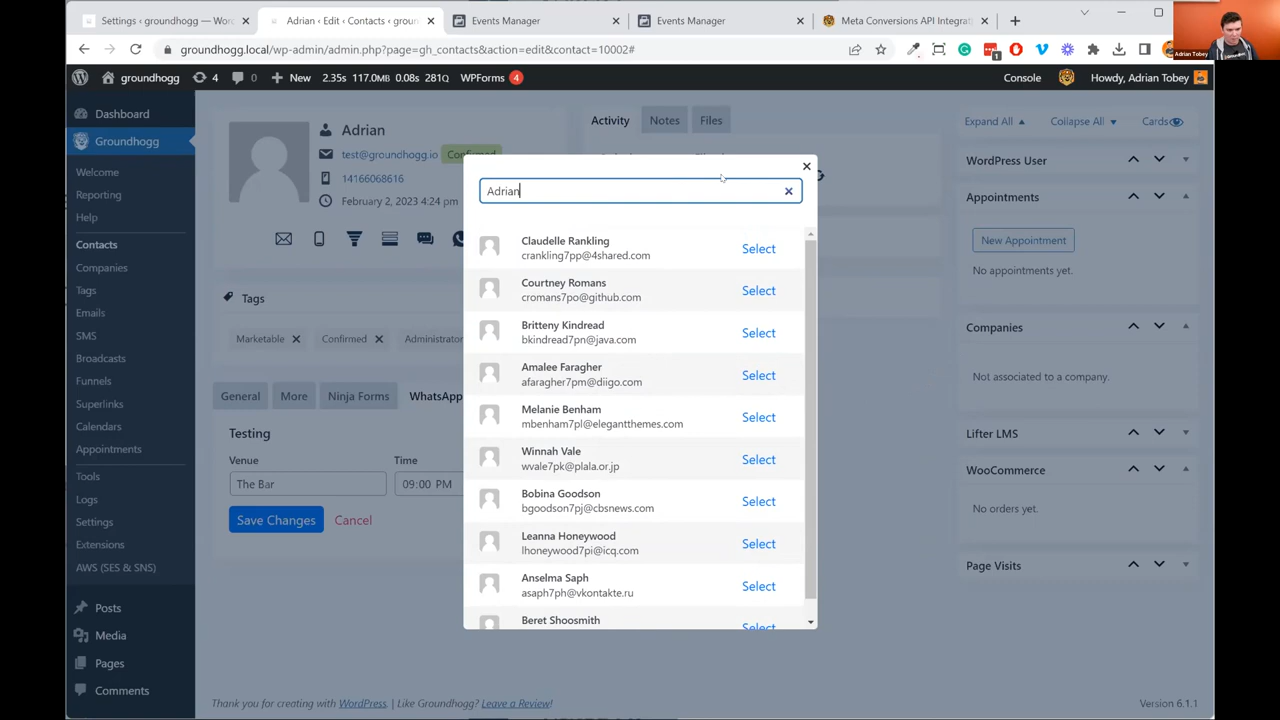 Settings ‹ groundhogg — Worc
Adrian ‹ Edit ‹ Contacts ‹ groun
Events Manager
Events Manager
Meta Conversions API Integrat
Adrian Tobey
groundhogg.local/wp-admin/admin.php?page=gh_contacts&action=edit&contact=10002#
groundhogg
4
New
2.35s 117.0MB 0.08s 281Q
WPForms 4
Console
Howdy, Adrian Tobey
Dashboard
Groundhogg
Welcome
Reporting
Help
Contacts
Companies
Tags
Emails
SMS
Broadcasts
Funnels
Superlinks
Calendars
Appointments
Tools
Logs
Settings
Extensions
AWS (SES & SNS)
Posts
Media
Pages
Comments
Adrian
test@groundhogg.io
14166068616
February 2, 2023 4:24 pm
Tags
Marketable
Confirmed
Administrator
General
More
Ninja Forms
WhatsApp
Testing
Venue
Time
The Bar
09:00 PM
Save Changes
Cancel
Activity
Notes
Files
Adrian
Claudelle Rankling
crankling7pp@4shared.com
Select
Courtney Romans
cromans7po@github.com
Select
Britteny Kindread
bkindread7pn@java.com
Select
Amalee Faragher
afaragher7pm@diigo.com
Select
Melanie Benham
mbenham7pl@elegantthemes.com
Select
Winnah Vale
wvale7pk@plala.or.jp
Select
Bobina Goodson
bgoodson7pj@cbsnews.com
Select
Leanna Honeywood
lhoneywood7pi@icq.com
Select
Anselma Saph
asaph7ph@vkontakte.ru
Select
Beret Shoosmith
Select
Expand All
Collapse All
Cards
WordPress User
Appointments
New Appointment
No appointments yet.
Companies
Not associated to a company.
Lifter LMS
WooCommerce
No orders yet.
Page Visits
Thank you for creating with WordPress. | Like Groundhogg? Leave a Review!
Version 6.1.1